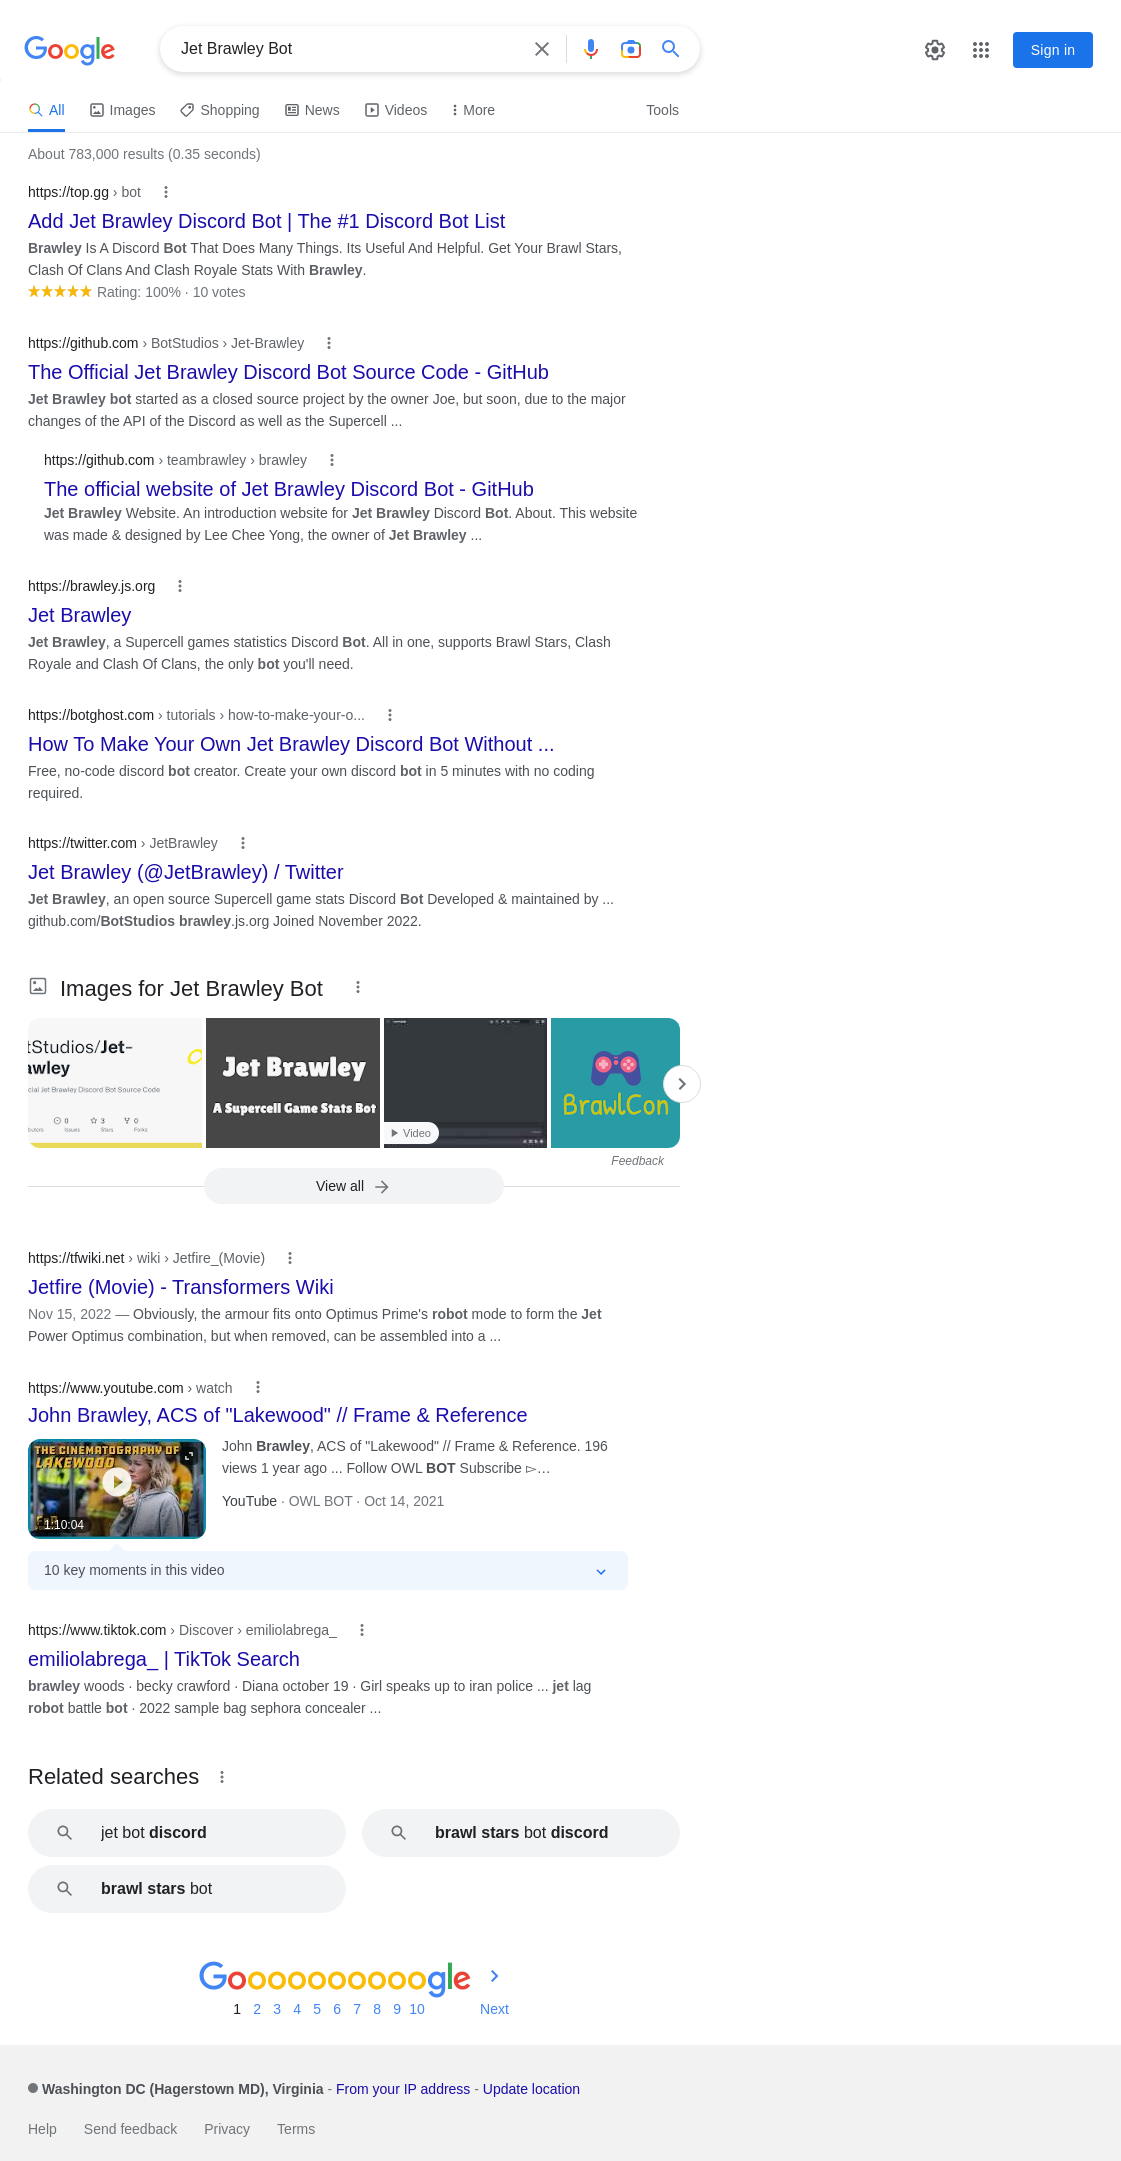 Google
Jet Brawley Bot
Sign in
All
Images
Shopping
News
Videos
More
Tools
About 783,000 results (0.35 seconds)
https://top.gg › bot
Add Jet Brawley Discord Bot | The #1 Discord Bot List
Brawley Is A Discord Bot That Does Many Things. Its Useful And Helpful. Get Your Brawl Stars,
Clash Of Clans And Clash Royale Stats With Brawley.
Rating: 100% · 10 votes
https://github.com › BotStudios › Jet-Brawley
The Official Jet Brawley Discord Bot Source Code - GitHub
Jet Brawley bot started as a closed source project by the owner Joe, but soon, due to the major
changes of the API of the Discord as well as the Supercell ...
https://github.com › teambrawley › brawley
The official website of Jet Brawley Discord Bot - GitHub
Jet Brawley Website. An introduction website for Jet Brawley Discord Bot. About. This website
was made & designed by Lee Chee Yong, the owner of Jet Brawley ...
https://brawley.js.org
Jet Brawley
Jet Brawley, a Supercell games statistics Discord Bot. All in one, supports Brawl Stars, Clash
Royale and Clash Of Clans, the only bot you'll need.
https://botghost.com › tutorials › how-to-make-your-o...
How To Make Your Own Jet Brawley Discord Bot Without ...
Free, no-code discord bot creator. Create your own discord bot in 5 minutes with no coding
required.
https://twitter.com › JetBrawley
Jet Brawley (@JetBrawley) / Twitter
Jet Brawley, an open source Supercell game stats Discord Bot Developed & maintained by ...
github.com/BotStudios brawley.js.org Joined November 2022.
Images for Jet Brawley Bot
tStudios/Jet-
awley
cial Jet Brawley Discord Bot Source Code
0 3 0
butors Issues Stars Forks
Jet Brawley
A Supercell Game Stats Bot
Video
BrawlCon
Feedback
View all
https://tfwiki.net › wiki › Jetfire_(Movie)
Jetfire (Movie) - Transformers Wiki
Nov 15, 2022 — Obviously, the armour fits onto Optimus Prime's robot mode to form the Jet
Power Optimus combination, but when removed, can be assembled into a ...
https://www.youtube.com › watch
John Brawley, ACS of "Lakewood" // Frame & Reference
THE CINEMATOGRAPHY OF
LAKEWOOD
1:10:04
John Brawley, ACS of "Lakewood" // Frame & Reference. 196
views 1 year ago ... Follow OWL BOT Subscribe ▻…
YouTube · OWL BOT · Oct 14, 2021
10 key moments in this video
https://www.tiktok.com › Discover › emiliolabrega_
emiliolabrega_ | TikTok Search
brawley woods · becky crawford · Diana october 19 · Girl speaks up to iran police ... jet lag
robot battle bot · 2022 sample bag sephora concealer ...
Related searches
jet bot discord
brawl stars bot discord
brawl stars bot
Goooooooooogle
1 2 3 4 5 6 7 8 9 10 Next
Washington DC (Hagerstown MD), Virginia - From your IP address - Update location
Help Send feedback Privacy Terms